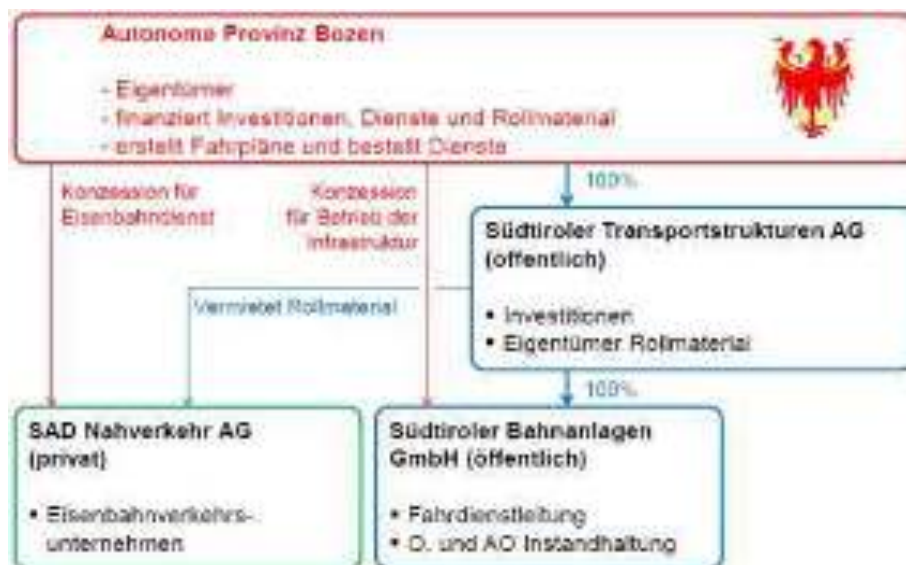 Autonome Provinz Bozen
- Eigentümer
- finanziert Investitionen, Dienste und Rollmaterial
- erstellt Fahrpläne und bestellt Dienste
Konzession für
Eisenbahndienst
Konzession
für Betrieb der
Infrastruktur
100%
Südtiroler Transportstrukturen AG
(öffentlich)
• Investitionen
• Eigentümer Rollmaterial
Vermietet Rollmaterial
100%
SAD Nahverkehr AG
(privat)
• Eisenbahnverkehrs-
unternehmen
Südtiroler Bahnanlagen
GmbH (öffentlich)
• Fahrdienstleitung
• O. und AO Instandhaltung